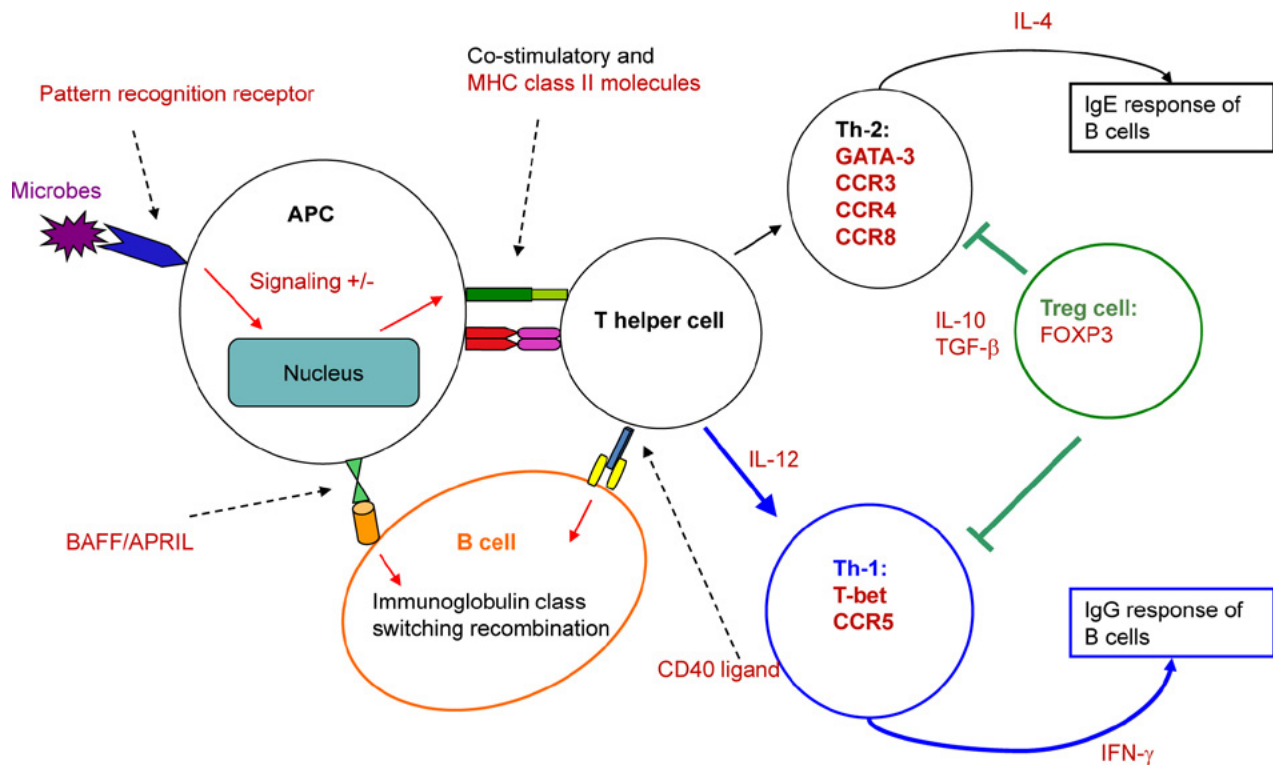 IL-4
Co-stimulatory and
MHC class II molecules
Pattern recognition receptor
IgE response of
B cells
Th-2:
GATA-3
CCR3
CCR4
CCR8
Microbes
APC
Signaling +/-
T helper cell
Nucleus
IL-10
TGF-β
Treg cell:
FOXP3
IL-12
BAFF/APRIL
B cell
Immunoglobulin class
switching recombination
CD40 ligand
Th-1:
T-bet
CCR5
IgG response of
B cells
IFN-γ